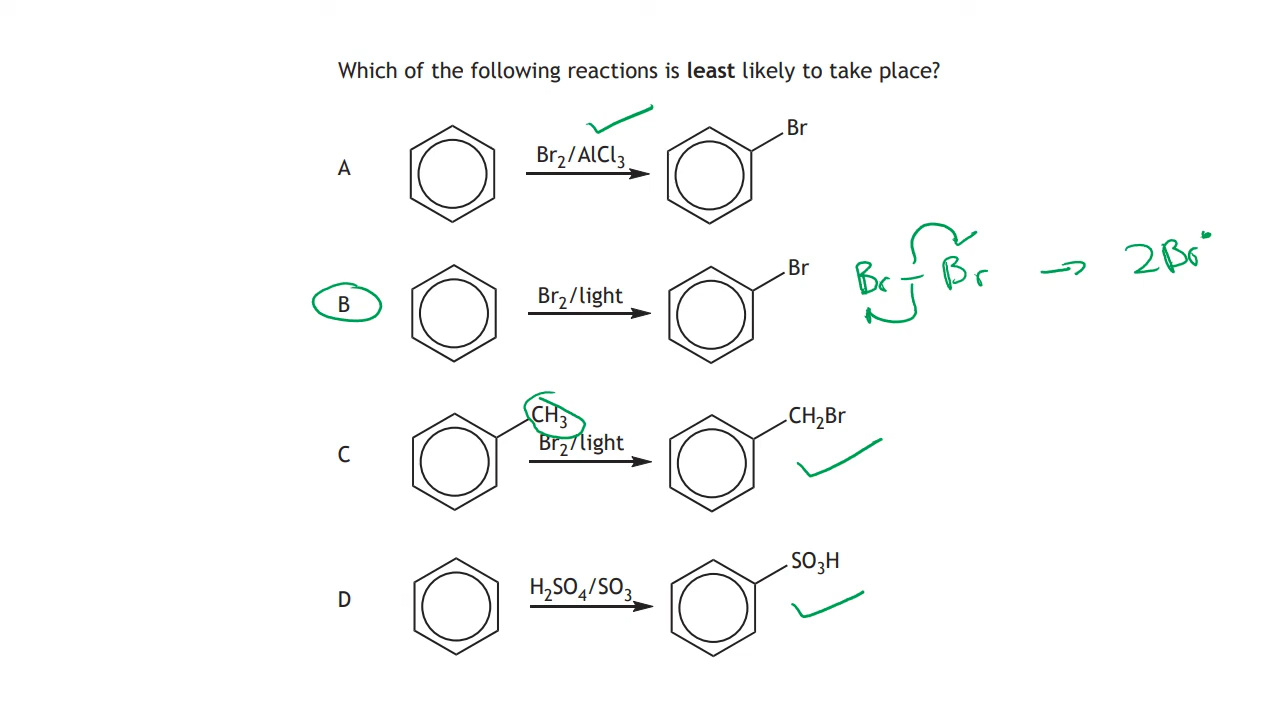 Which of the following reactions is least likely to take place?
A
Br₂/AlCl₃
Br
B
Br₂/light
Br
Br – Br → 2Br•
C
CH₃
Br₂/light
CH₂Br
D
H₂SO₄/SO₃
SO₃H